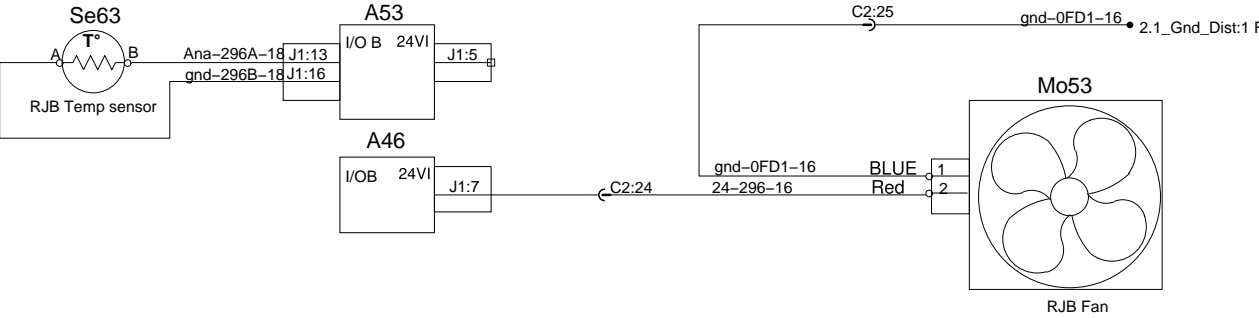 Se63
T°
A
B
RJB Temp sensor
Ana-296A-18
gnd-296B-18
J1:13
J1:16
A53
I/O B
24VI
J1:5
A46
I/OB
24VI
J1:7
C2:24
24-296-16
Red
2
gnd-0FD1-16
BLUE
1
C2:25
gnd-0FD1-16
2.1_Gnd_Dist:1
Mo53
RJB Fan